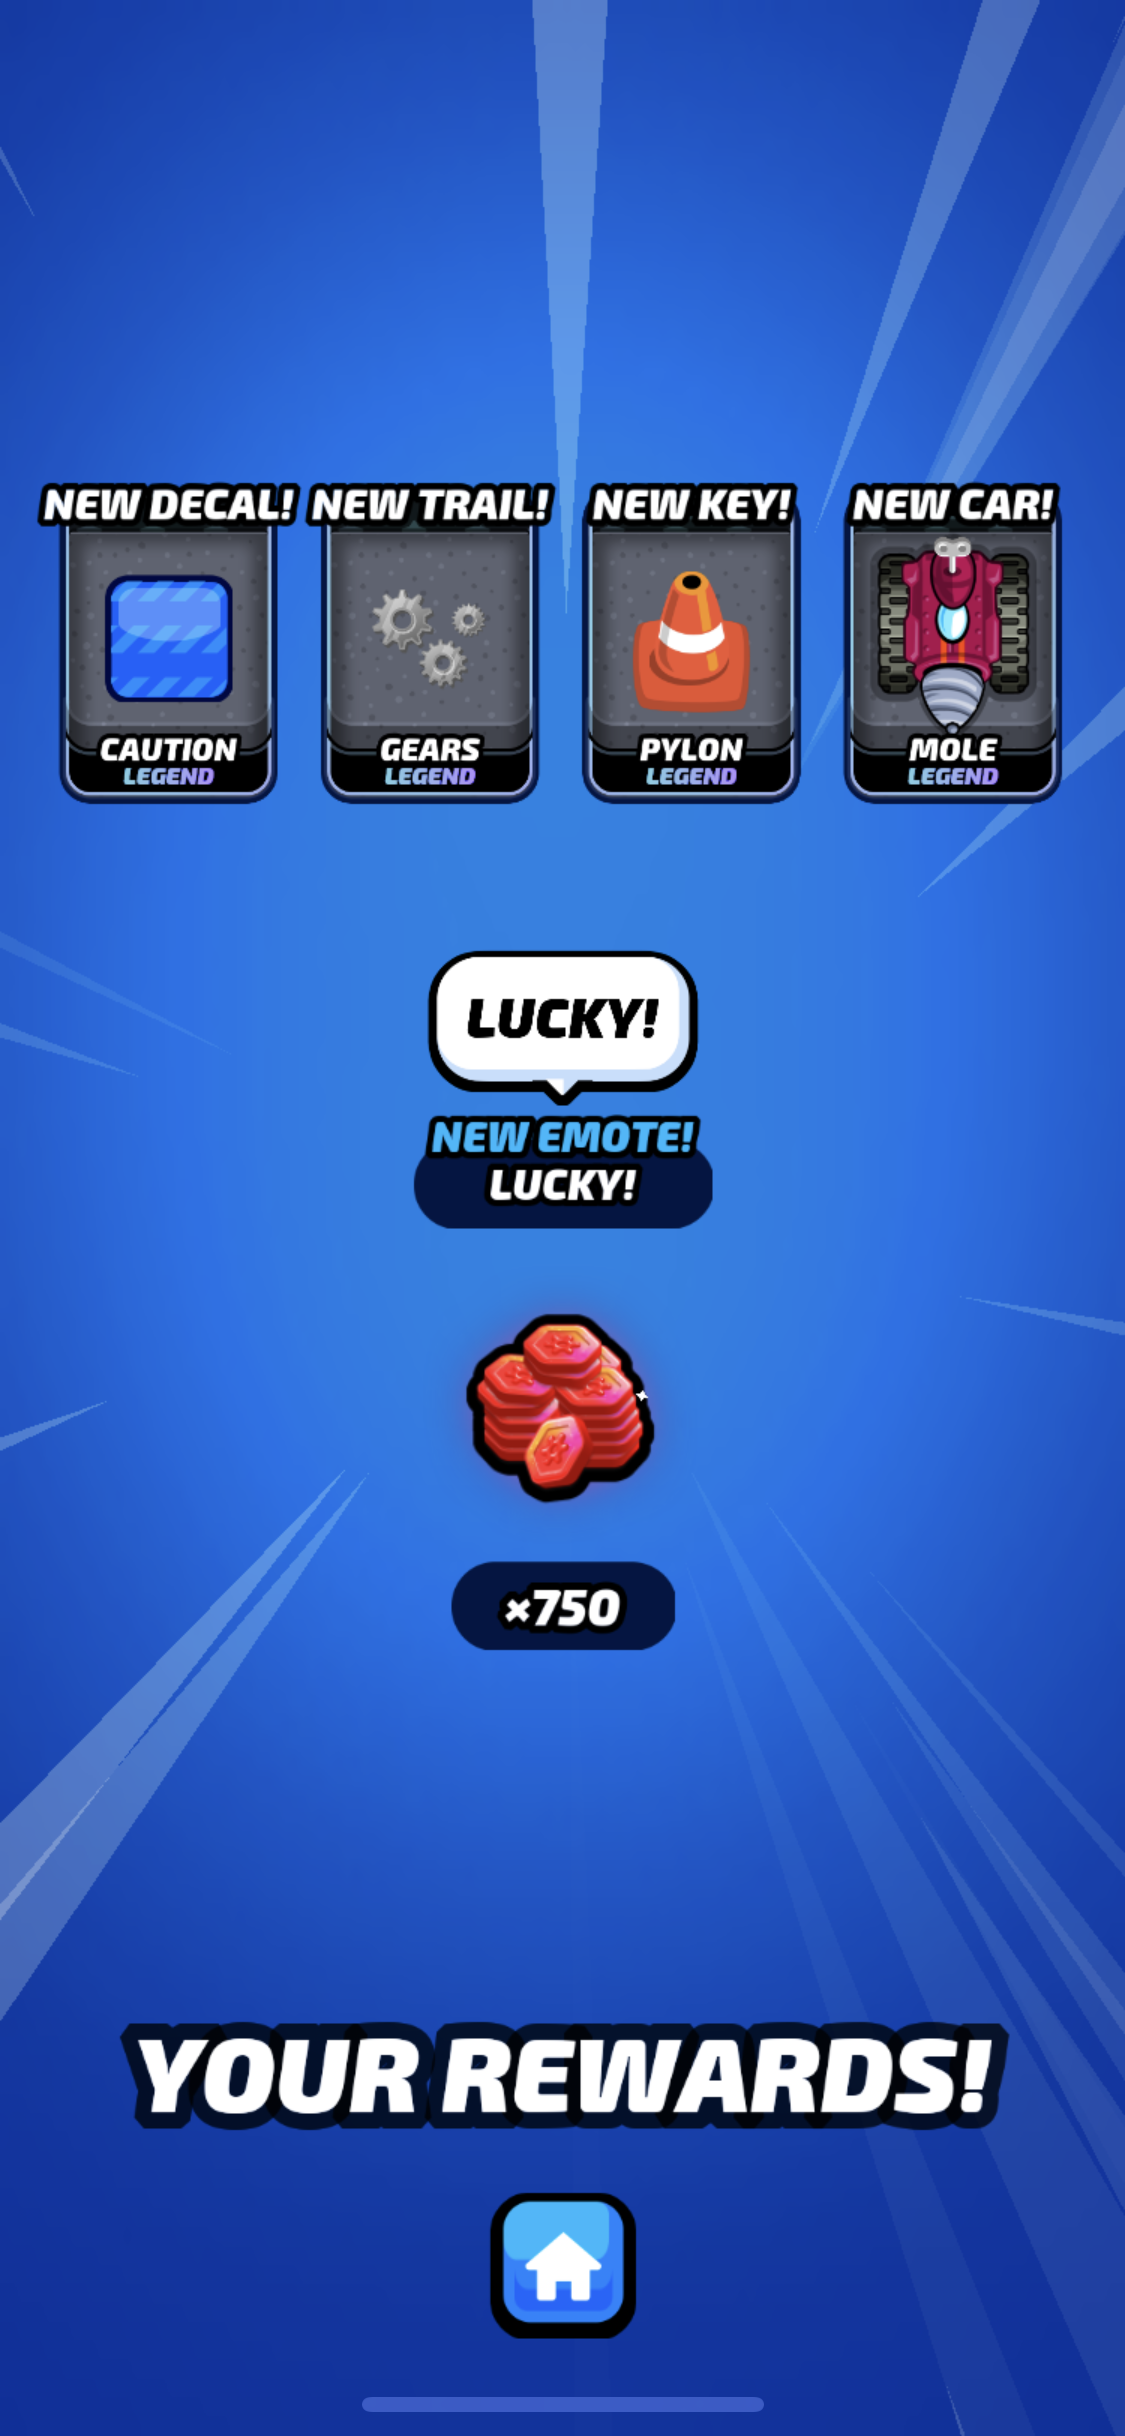 NEW DECAL! NEW TRAIL! NEW KEY! NEW CAR!
CAUTION GEARS PYLON MOLE
LEGEND LEGEND LEGEND LEGEND
LUCKY!
NEW EMOTE!
LUCKY!
×750
YOUR REWARDS!